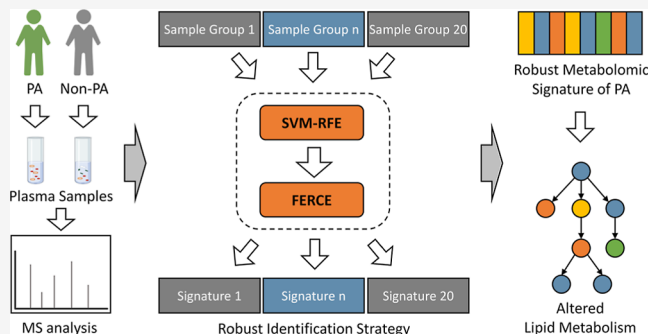 PA
Non-PA
Plasma Samples
MS analysis
Sample Group 1
Sample Group n
Sample Group 20
SVM-RFE
FERCE
Signature 1
Signature n
Signature 20
Robust Identification Strategy
Robust Metabolomic
Signature of PA
Altered
Lipid Metabolism